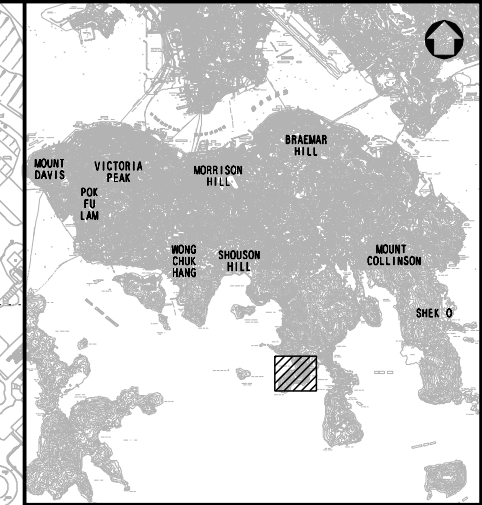 BRAEMAR
HILL
MOUNT
DAVIS
VICTORIA
PEAK
MORRISON
HILL
POK
FU
LAM
WONG
CHUK
HANG
SHOUSON
HILL
MOUNT
COLLINSON
SHEK O